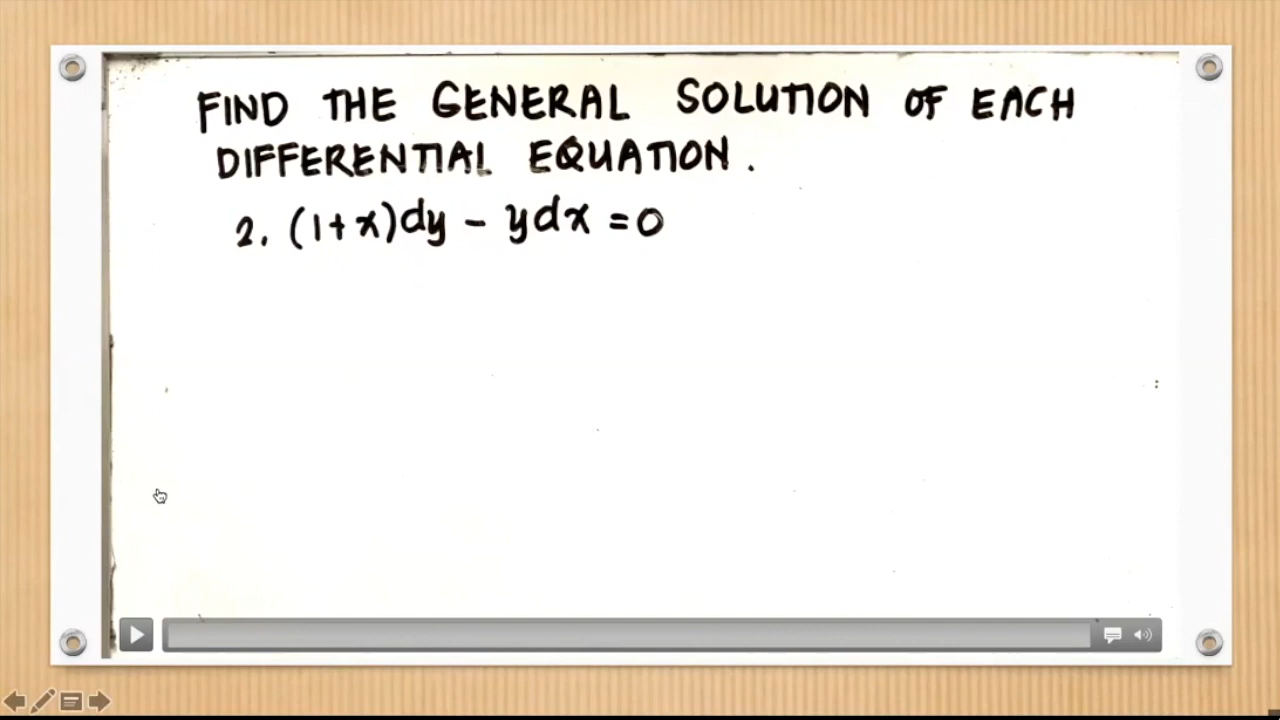 FIND THE GENERAL SOLUTION OF EACH
DIFFERENTIAL EQUATION.
2. (1+x)dy - ydx = 0